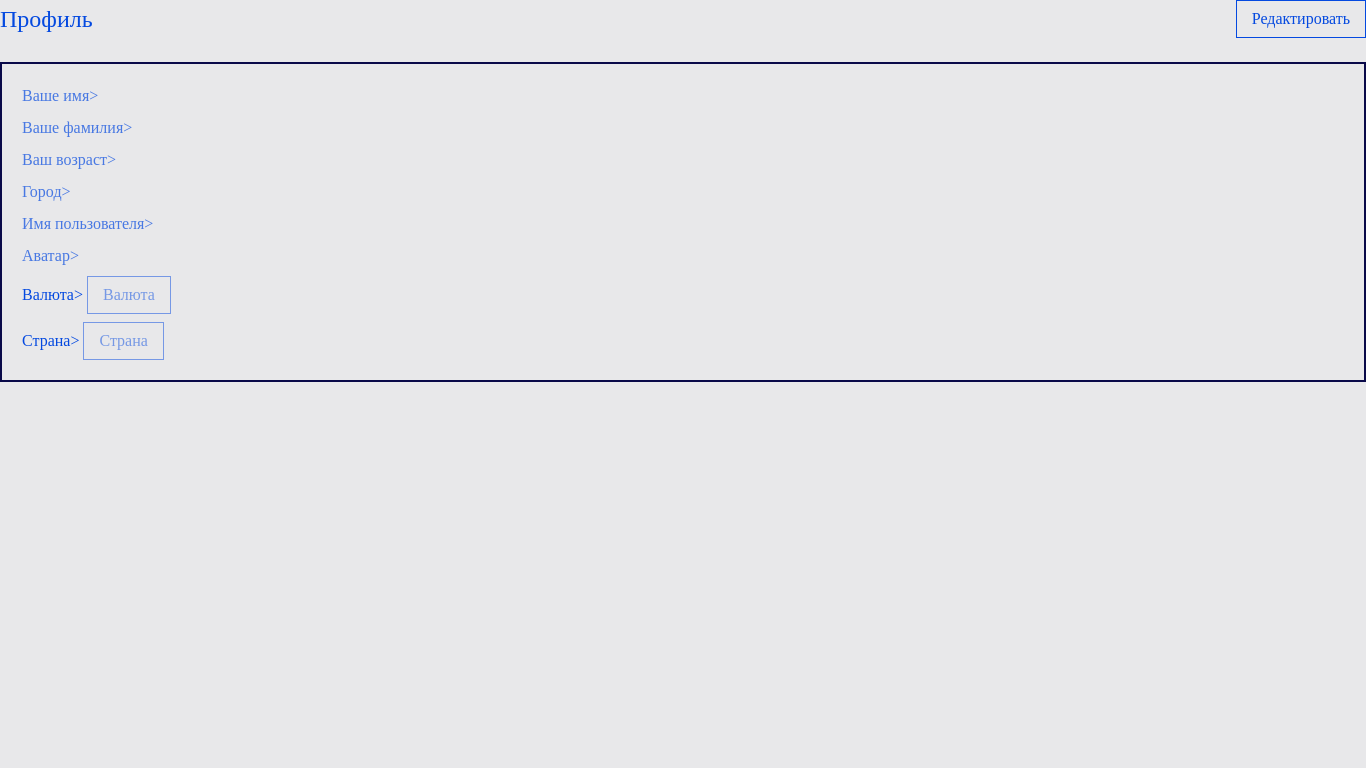 Профиль
Редактировать
Ваше имя>
Ваше фамилия>
Ваш возраст>
Город>
Имя пользователя>
Аватар>
Валюта> Валюта
Страна> Страна